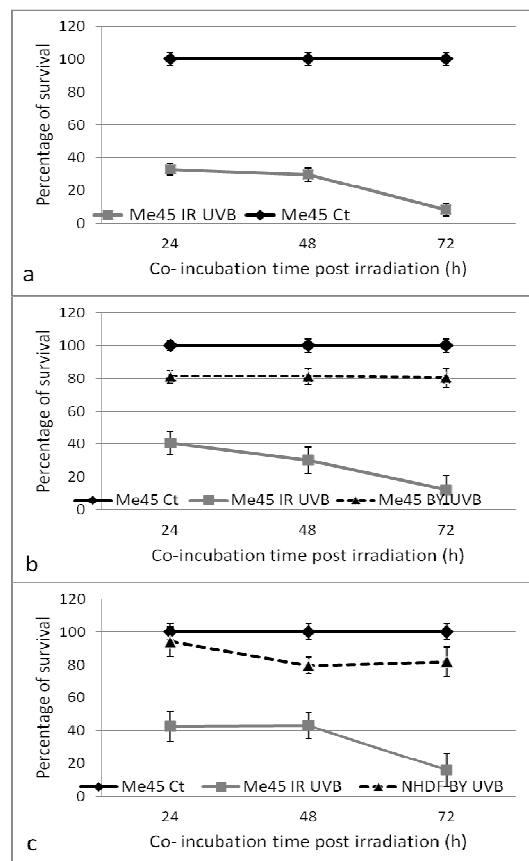 120
100
80
60
40
20
0
Percentage of survival
Me45 IR UVB
Me45 Ct
24
48
72
Co- incubation time post irradiation (h)
a
120
100
80
60
40
20
0
Percentage of survival
Me45 Ct
Me45 IR UVB
Me45 BY UVB
24
48
72
Co-incubation time post irradiation (h)
b
120
100
80
60
40
20
0
Percentage of survival
Me45 Ct
Me45 IR UVB
NHDF BY UVB
24
48
72
Co-incubation time post irradiation (h)
c